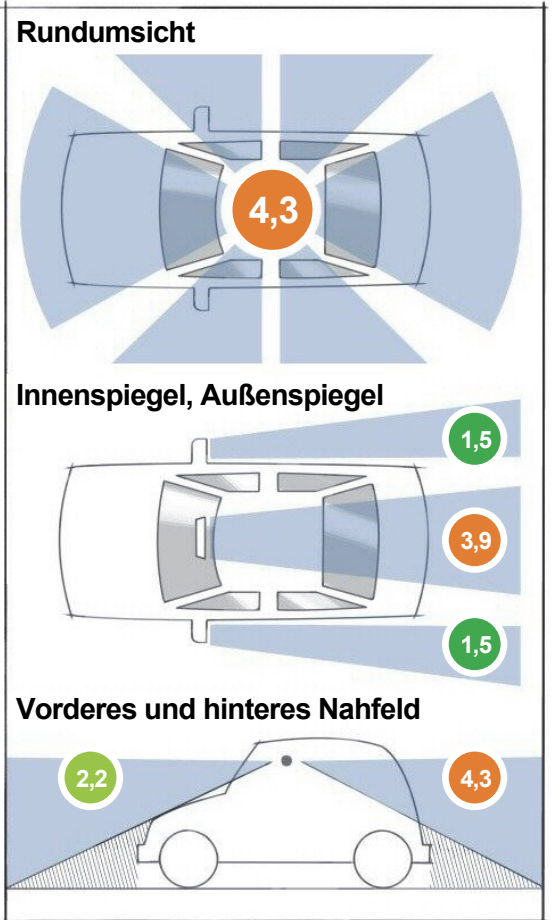 Rundumsicht
4,3
Innenspiegel, Außenspiegel
1,5
3,9
1,5
Vorderes und hinteres Nahfeld
2,2 4,3